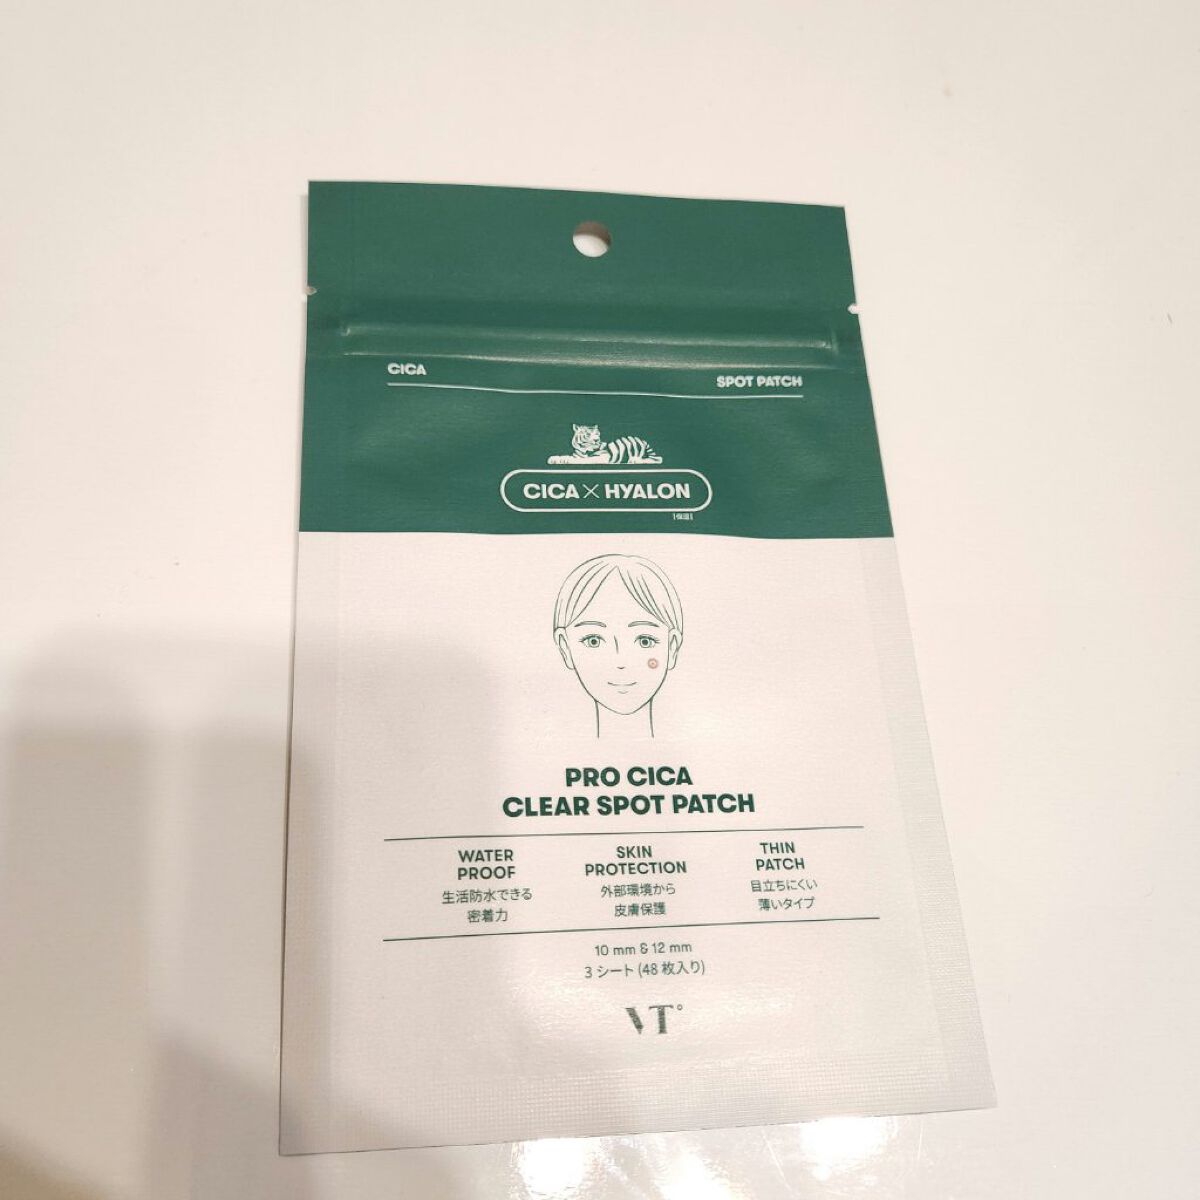 CICA
SPOT PATCH
CICA × HYALON
PRO CICA
CLEAR SPOT PATCH
WATER
PROOF
生活防水できる
密着力
SKIN
PROTECTION
外部環境から
皮膚保護
THIN
PATCH
目立ちにくい
薄いタイプ
10 mm & 12 mm
3 シート (48 枚入り)
VT°